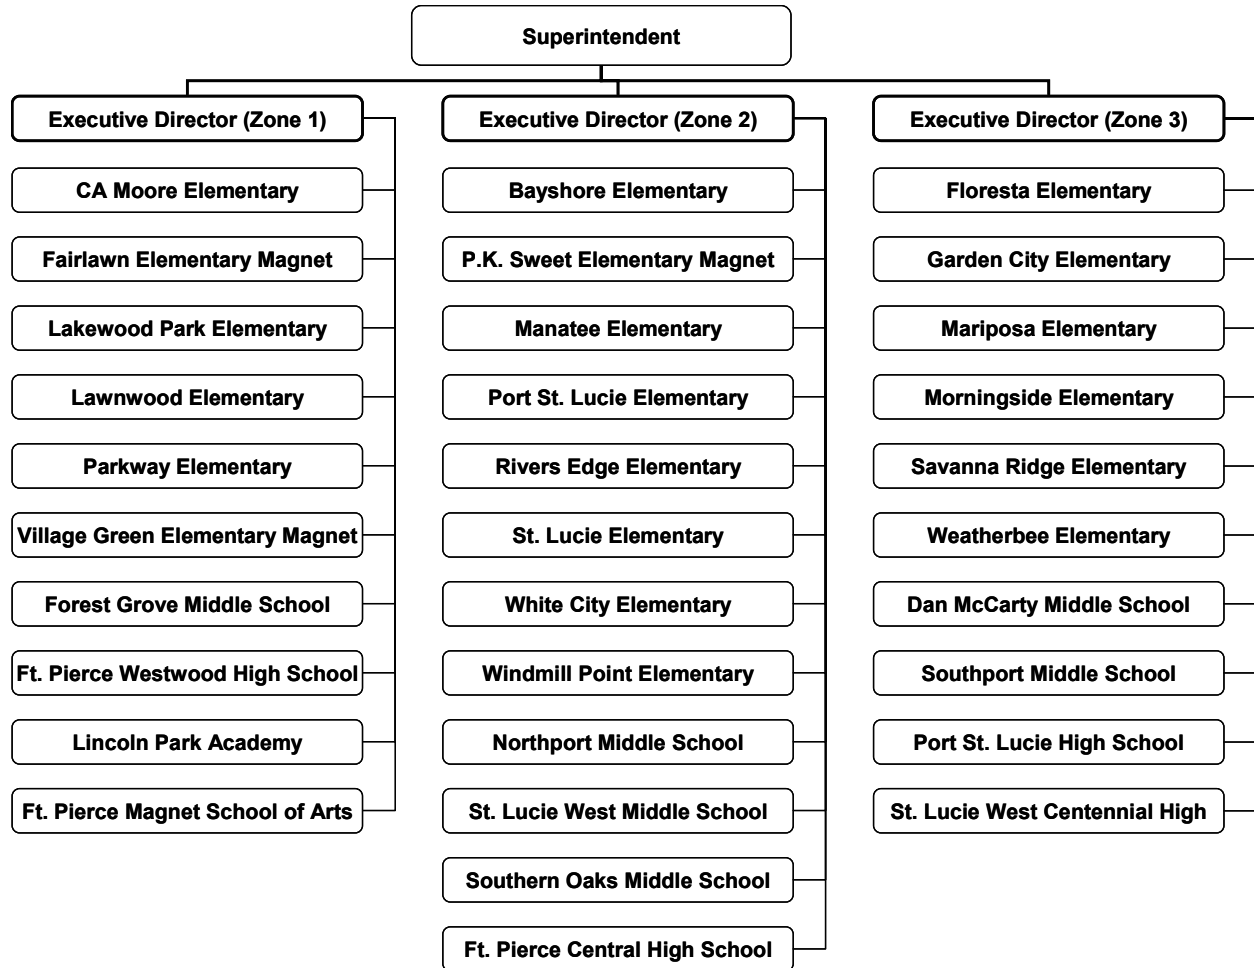 Superintendent
Executive Director (Zone 1)
CA Moore Elementary
Fairlawn Elementary Magnet
Lakewood Park Elementary
Lawnwood Elementary
Parkway Elementary
Village Green Elementary Magnet
Forest Grove Middle School
Ft. Pierce Westwood High School
Lincoln Park Academy
Ft. Pierce Magnet School of Arts
Executive Director (Zone 2)
Bayshore Elementary
P.K. Sweet Elementary Magnet
Manatee Elementary
Port St. Lucie Elementary
Rivers Edge Elementary
St. Lucie Elementary
White City Elementary
Windmill Point Elementary
Northport Middle School
St. Lucie West Middle School
Southern Oaks Middle School
Ft. Pierce Central High School
Executive Director (Zone 3)
Floresta Elementary
Garden City Elementary
Mariposa Elementary
Morningside Elementary
Savanna Ridge Elementary
Weatherbee Elementary
Dan McCarty Middle School
Southport Middle School
Port St. Lucie High School
St. Lucie West Centennial High